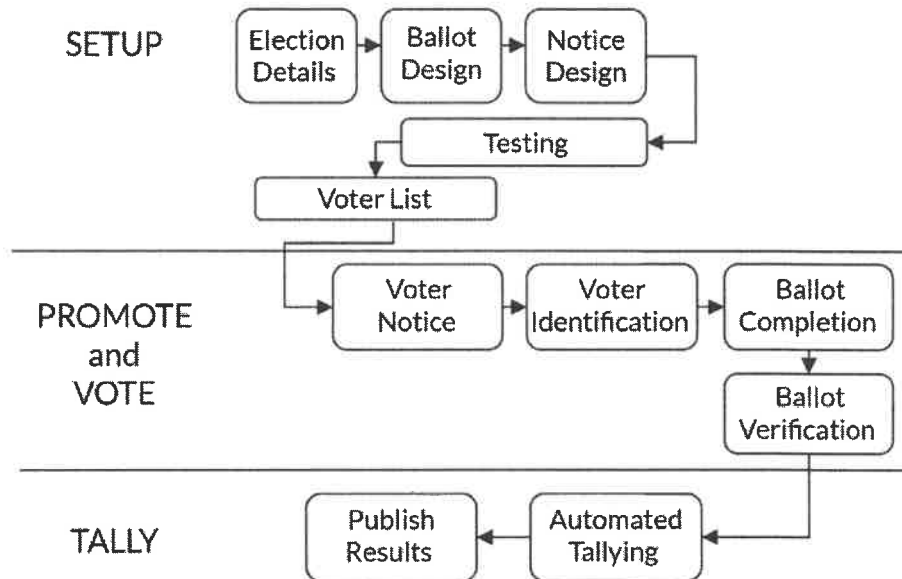 SETUP
Election
Details
Ballot
Design
Notice
Design
Testing
Voter List
PROMOTE
and
VOTE
Voter
Notice
Voter
Identification
Ballot
Completion
Ballot
Verification
TALLY
Publish
Results
Automated
Tallying